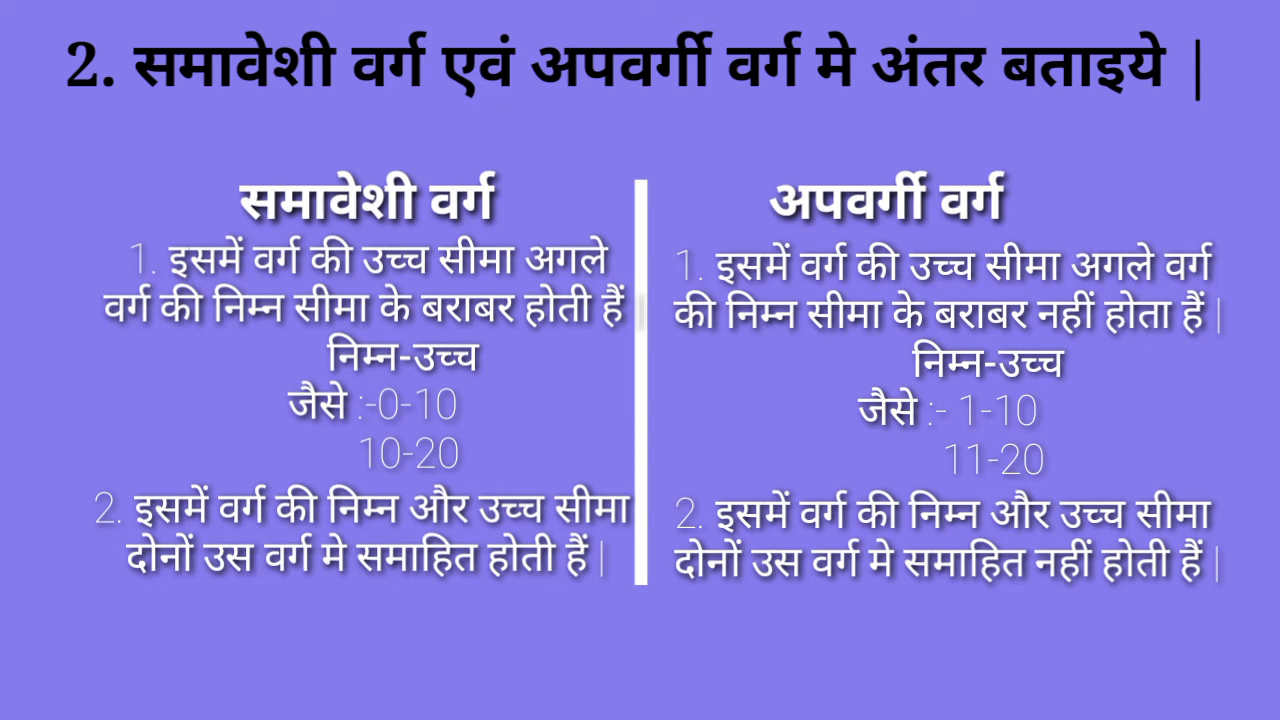 2. समावेशी वर्ग एवं अपवर्गी वर्ग मे अंतर बताइये |
समावेशी वर्ग
1. इसमें वर्ग की उच्च सीमा अगले
वर्ग की निम्न सीमा के बराबर होती हैं |
निम्न-उच्च
जैसे :-0-10
10-20
2. इसमें वर्ग की निम्न और उच्च सीमा
दोनों उस वर्ग मे समाहित होती हैं |
अपवर्गी वर्ग
1. इसमें वर्ग की उच्च सीमा अगले वर्ग
की निम्न सीमा के बराबर नहीं होता हैं |
निम्न-उच्च
जैसे :- 1-10
11-20
2. इसमें वर्ग की निम्न और उच्च सीमा
दोनों उस वर्ग मे समाहित नहीं होती हैं |